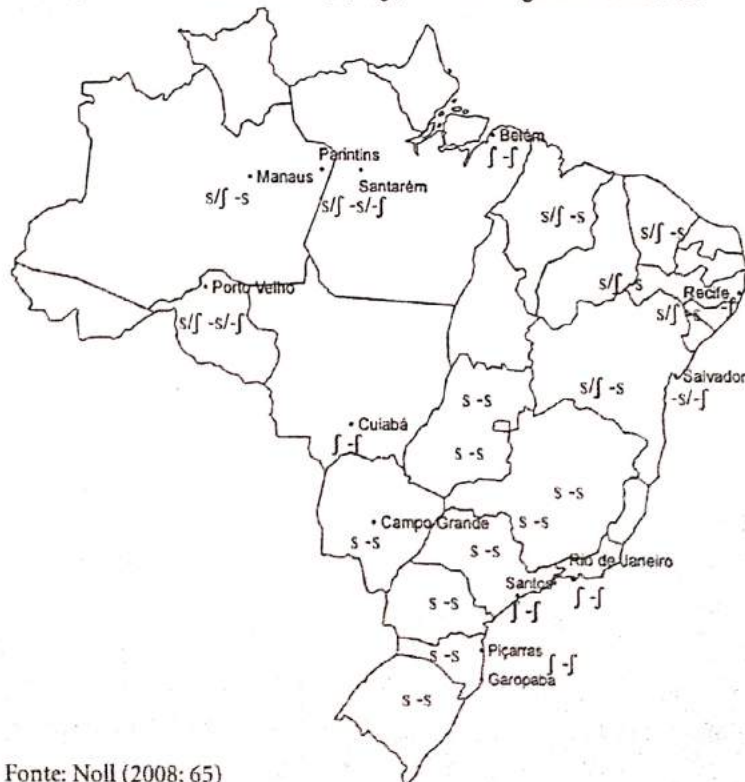 Belém
ʃ -ʃ
Parintins
Manaus
Santarém
s/ʃ -s
s/ʃ -s/-ʃ
s/ʃ -s
s/ʃ -s
Porto Velho
s/ʃ -s/-ʃ
s/ʃ -s
Recife
-ʃ
s/ʃ -s
Salvador
-s/-ʃ
s/ʃ -s
s -s
Cuiabá
ʃ -ʃ
s -s
s -s
Campo Grande
s -s
s -s
s -s
Rio de Janeiro
ʃ -ʃ
Santos
ʃ -ʃ
s -s
Piçarras
s -s
ʃ -ʃ
Garopaba
s -s
Fonte: Noll (2008: 65)